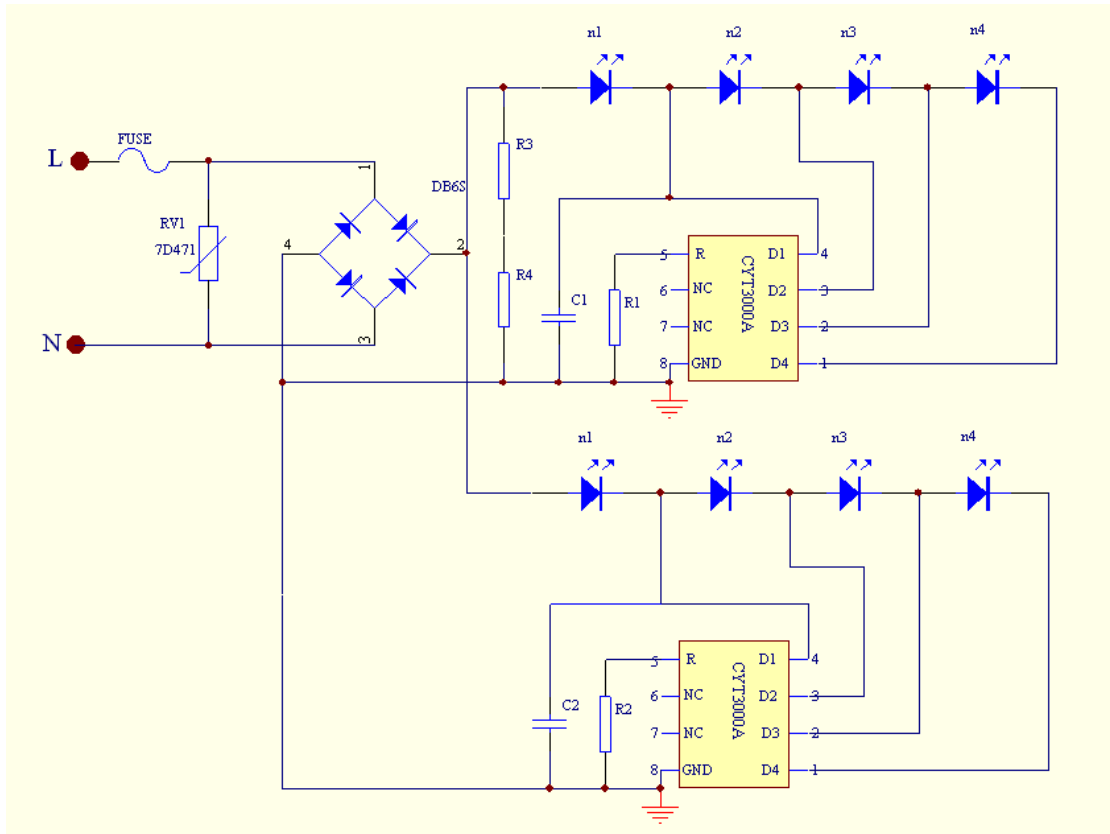 n1
n2
n3
n4
FUSE
L
1
R3
DB6S
RV1
7D471
4
2
R4
C1
R1
5
R
D1
4
6
NC
D2
3
7
NC
D3
2
8
GND
D4
1
CYT3000A
N
3
n1
n2
n3
n4
5
R
D1
4
6
NC
D2
3
7
NC
D3
2
8
GND
D4
1
CYT3000A
C2
R2